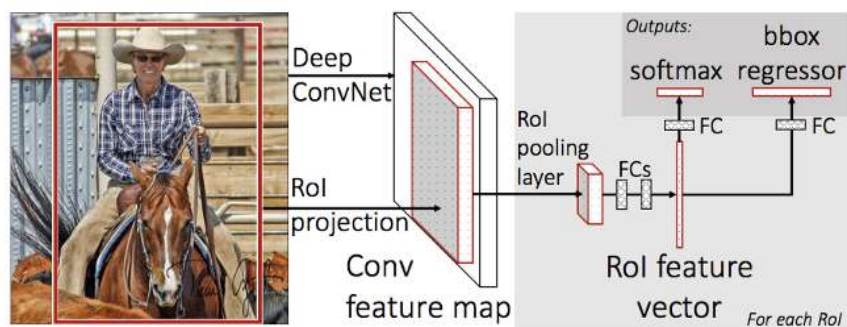 Deep
ConvNet
RoI
projection
Conv
feature map
RoI
pooling
layer
FCs
RoI feature
vector
Outputs:
softmax
bbox
regressor
FC
FC
For each RoI